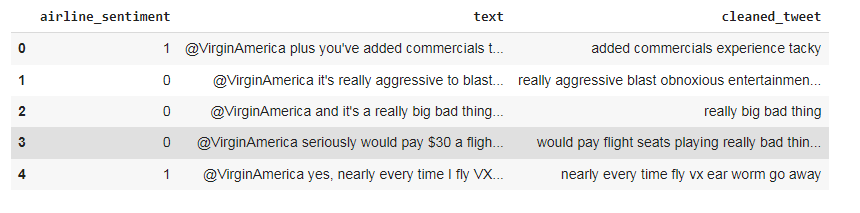 airline_sentiment text cleaned_tweet
0 1 @VirginAmerica plus you've added commercials t... added commercials experience tacky
1 0 @VirginAmerica it's really aggressive to blast... really aggressive blast obnoxious entertainmen...
2 0 @VirginAmerica and it's a really big bad thing... really big bad thing
3 0 @VirginAmerica seriously would pay $30 a fligh... would pay flight seats playing really bad thin...
4 1 @VirginAmerica yes, nearly every time I fly VX... nearly every time fly vx ear worm go away